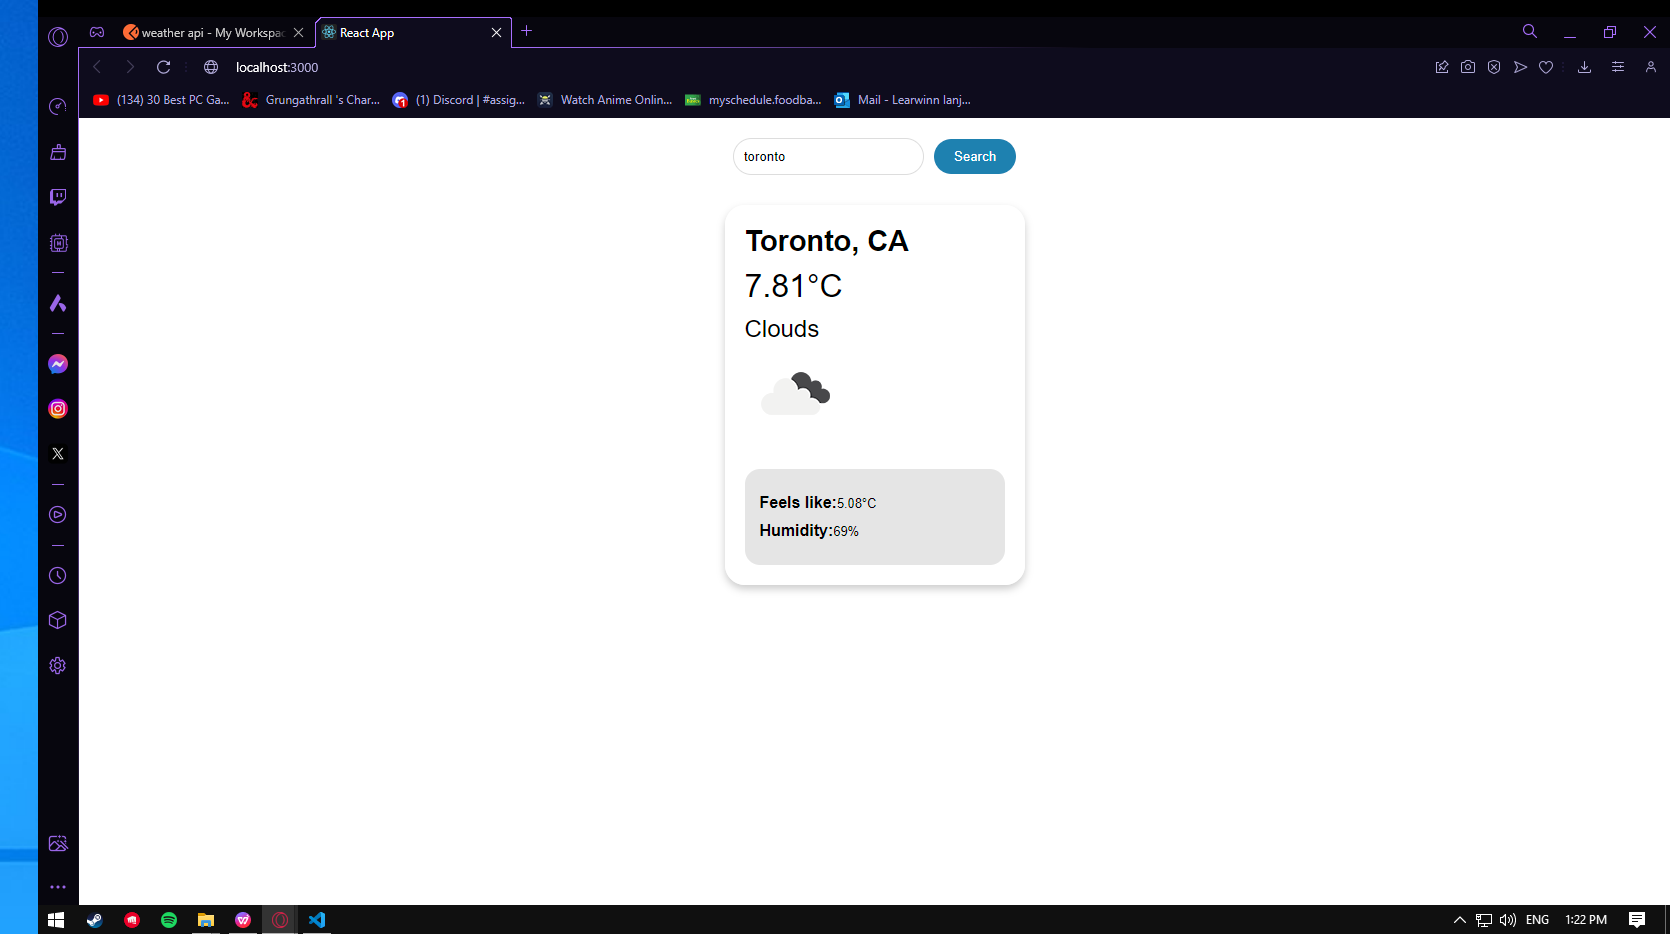 weather api - My Workspac
React App
localhost:3000
(134) 30 Best PC Ga...
Grungathrall 's Char...
(1) Discord | #assig...
Watch Anime Onlin...
myschedule.foodba...
Mail - Learwinn lanj...
toronto
Search
Toronto, CA
7.81°C
Clouds
Feels like:5.08°C
Humidity:69%
ENG
1:22 PM